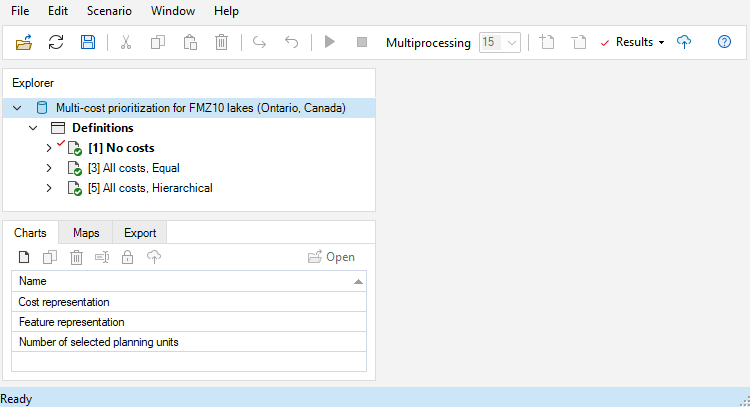 File Edit Scenario Window Help
Multiprocessing 15 Results
Explorer
Multi-cost prioritization for FMZ10 lakes (Ontario, Canada)
Definitions
[1] No costs
[3] All costs, Equal
[5] All costs, Hierarchical
Charts Maps Export
Open
Name
Cost representation
Feature representation
Number of selected planning units
Ready